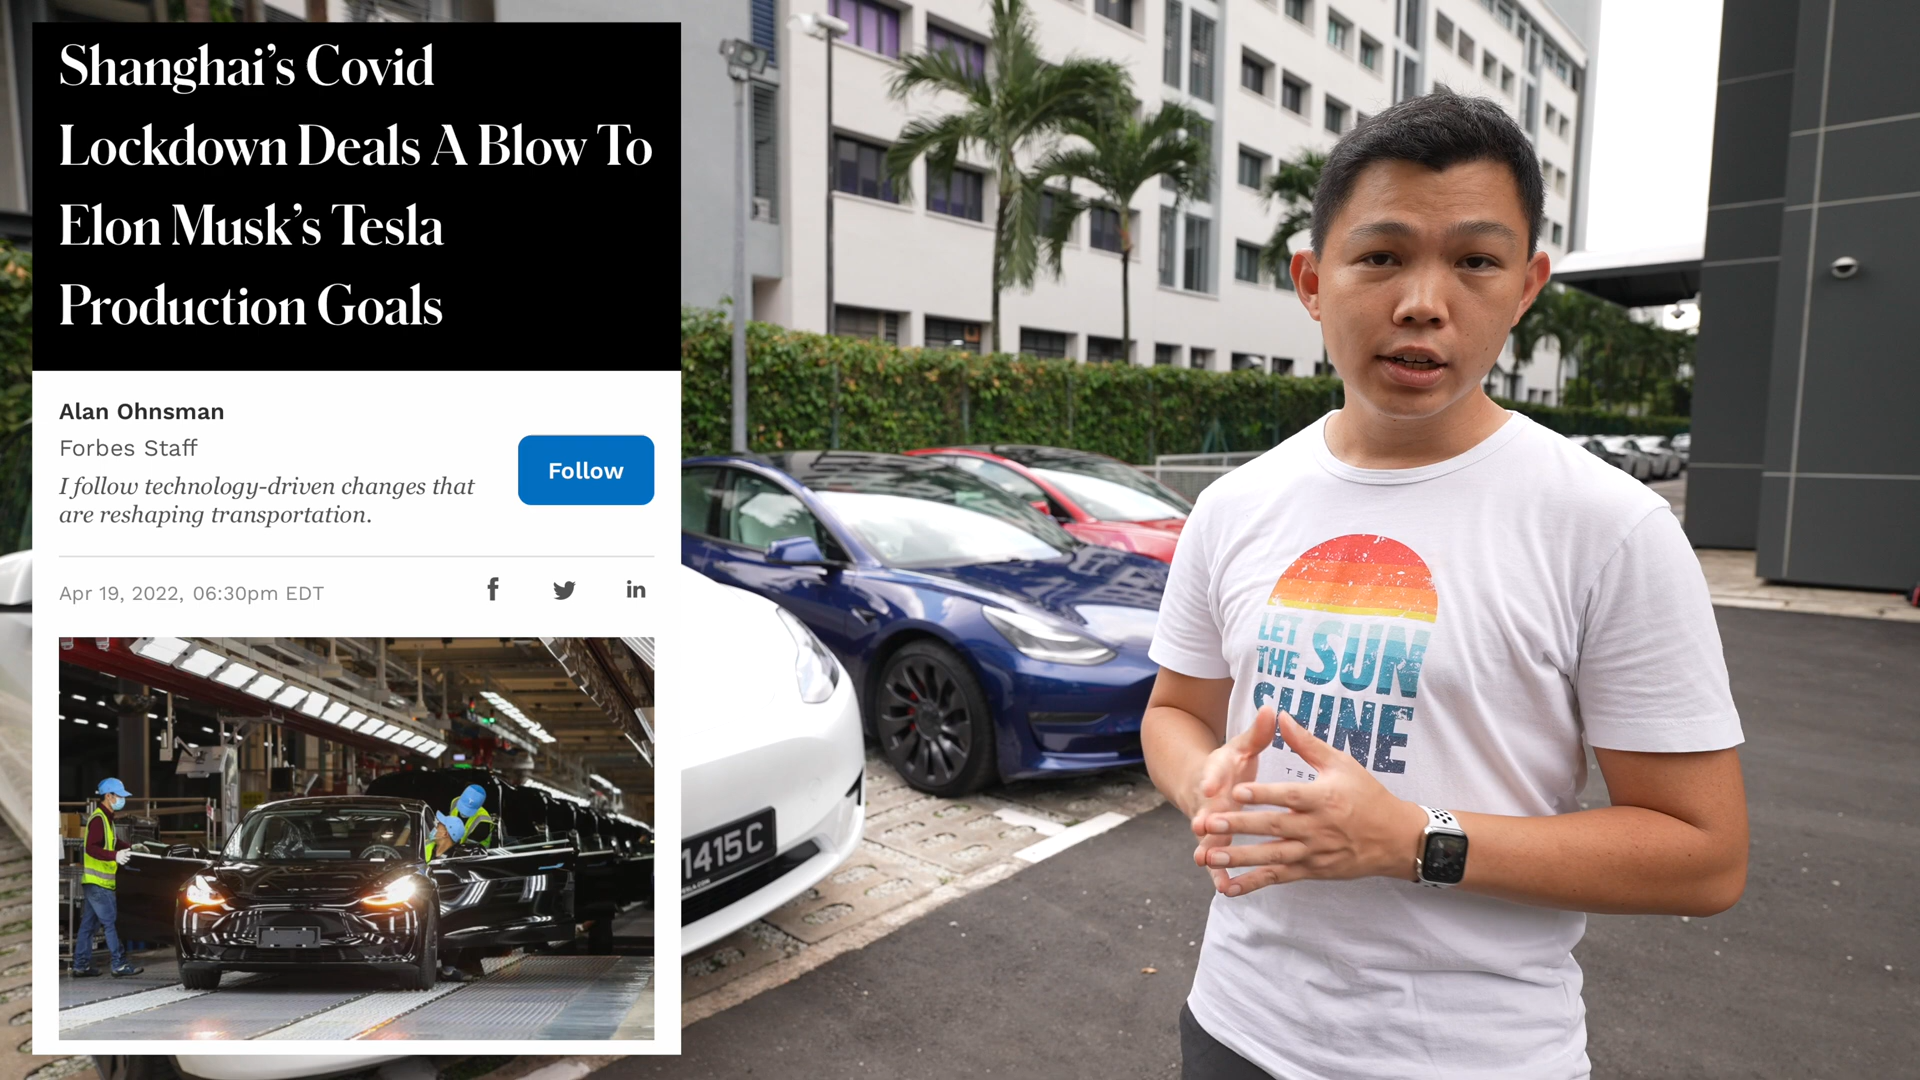 Shanghai’s Covid
Lockdown Deals A Blow To
Elon Musk’s Tesla
Production Goals
Alan Ohnsman
Forbes Staff
I follow technology-driven changes that
are reshaping transportation.
Follow
Apr 19, 2022, 06:30pm EDT
1415C
LET
THE SUN
SHINE